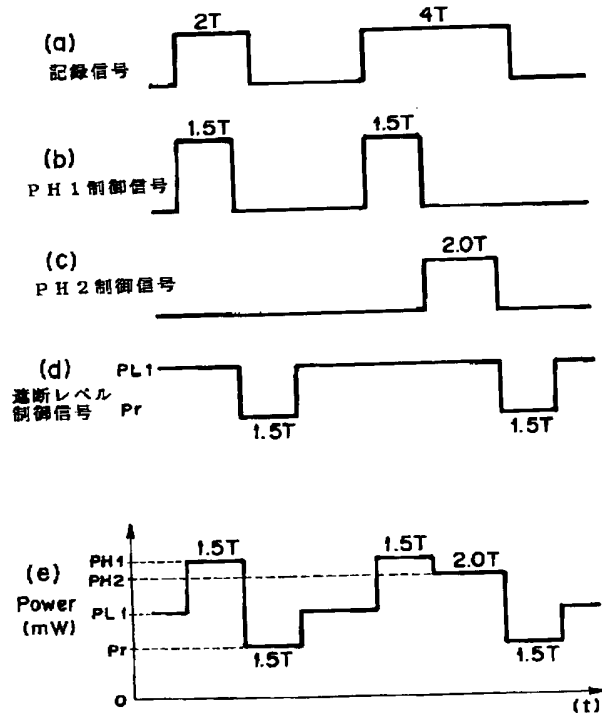 (a)
記録信号
2T
4T
(b)
PH1制御信号
1.5T
1.5T
(c)
PH2制御信号
2.0T
(d)
遮断レベル
制御信号
PL1
Pr
1.5T
1.5T
(e)
Power
(mW)
PH1
PH2
PL1
Pr
0
1.5T
1.5T
1.5T
2.0T
1.5T
(t)